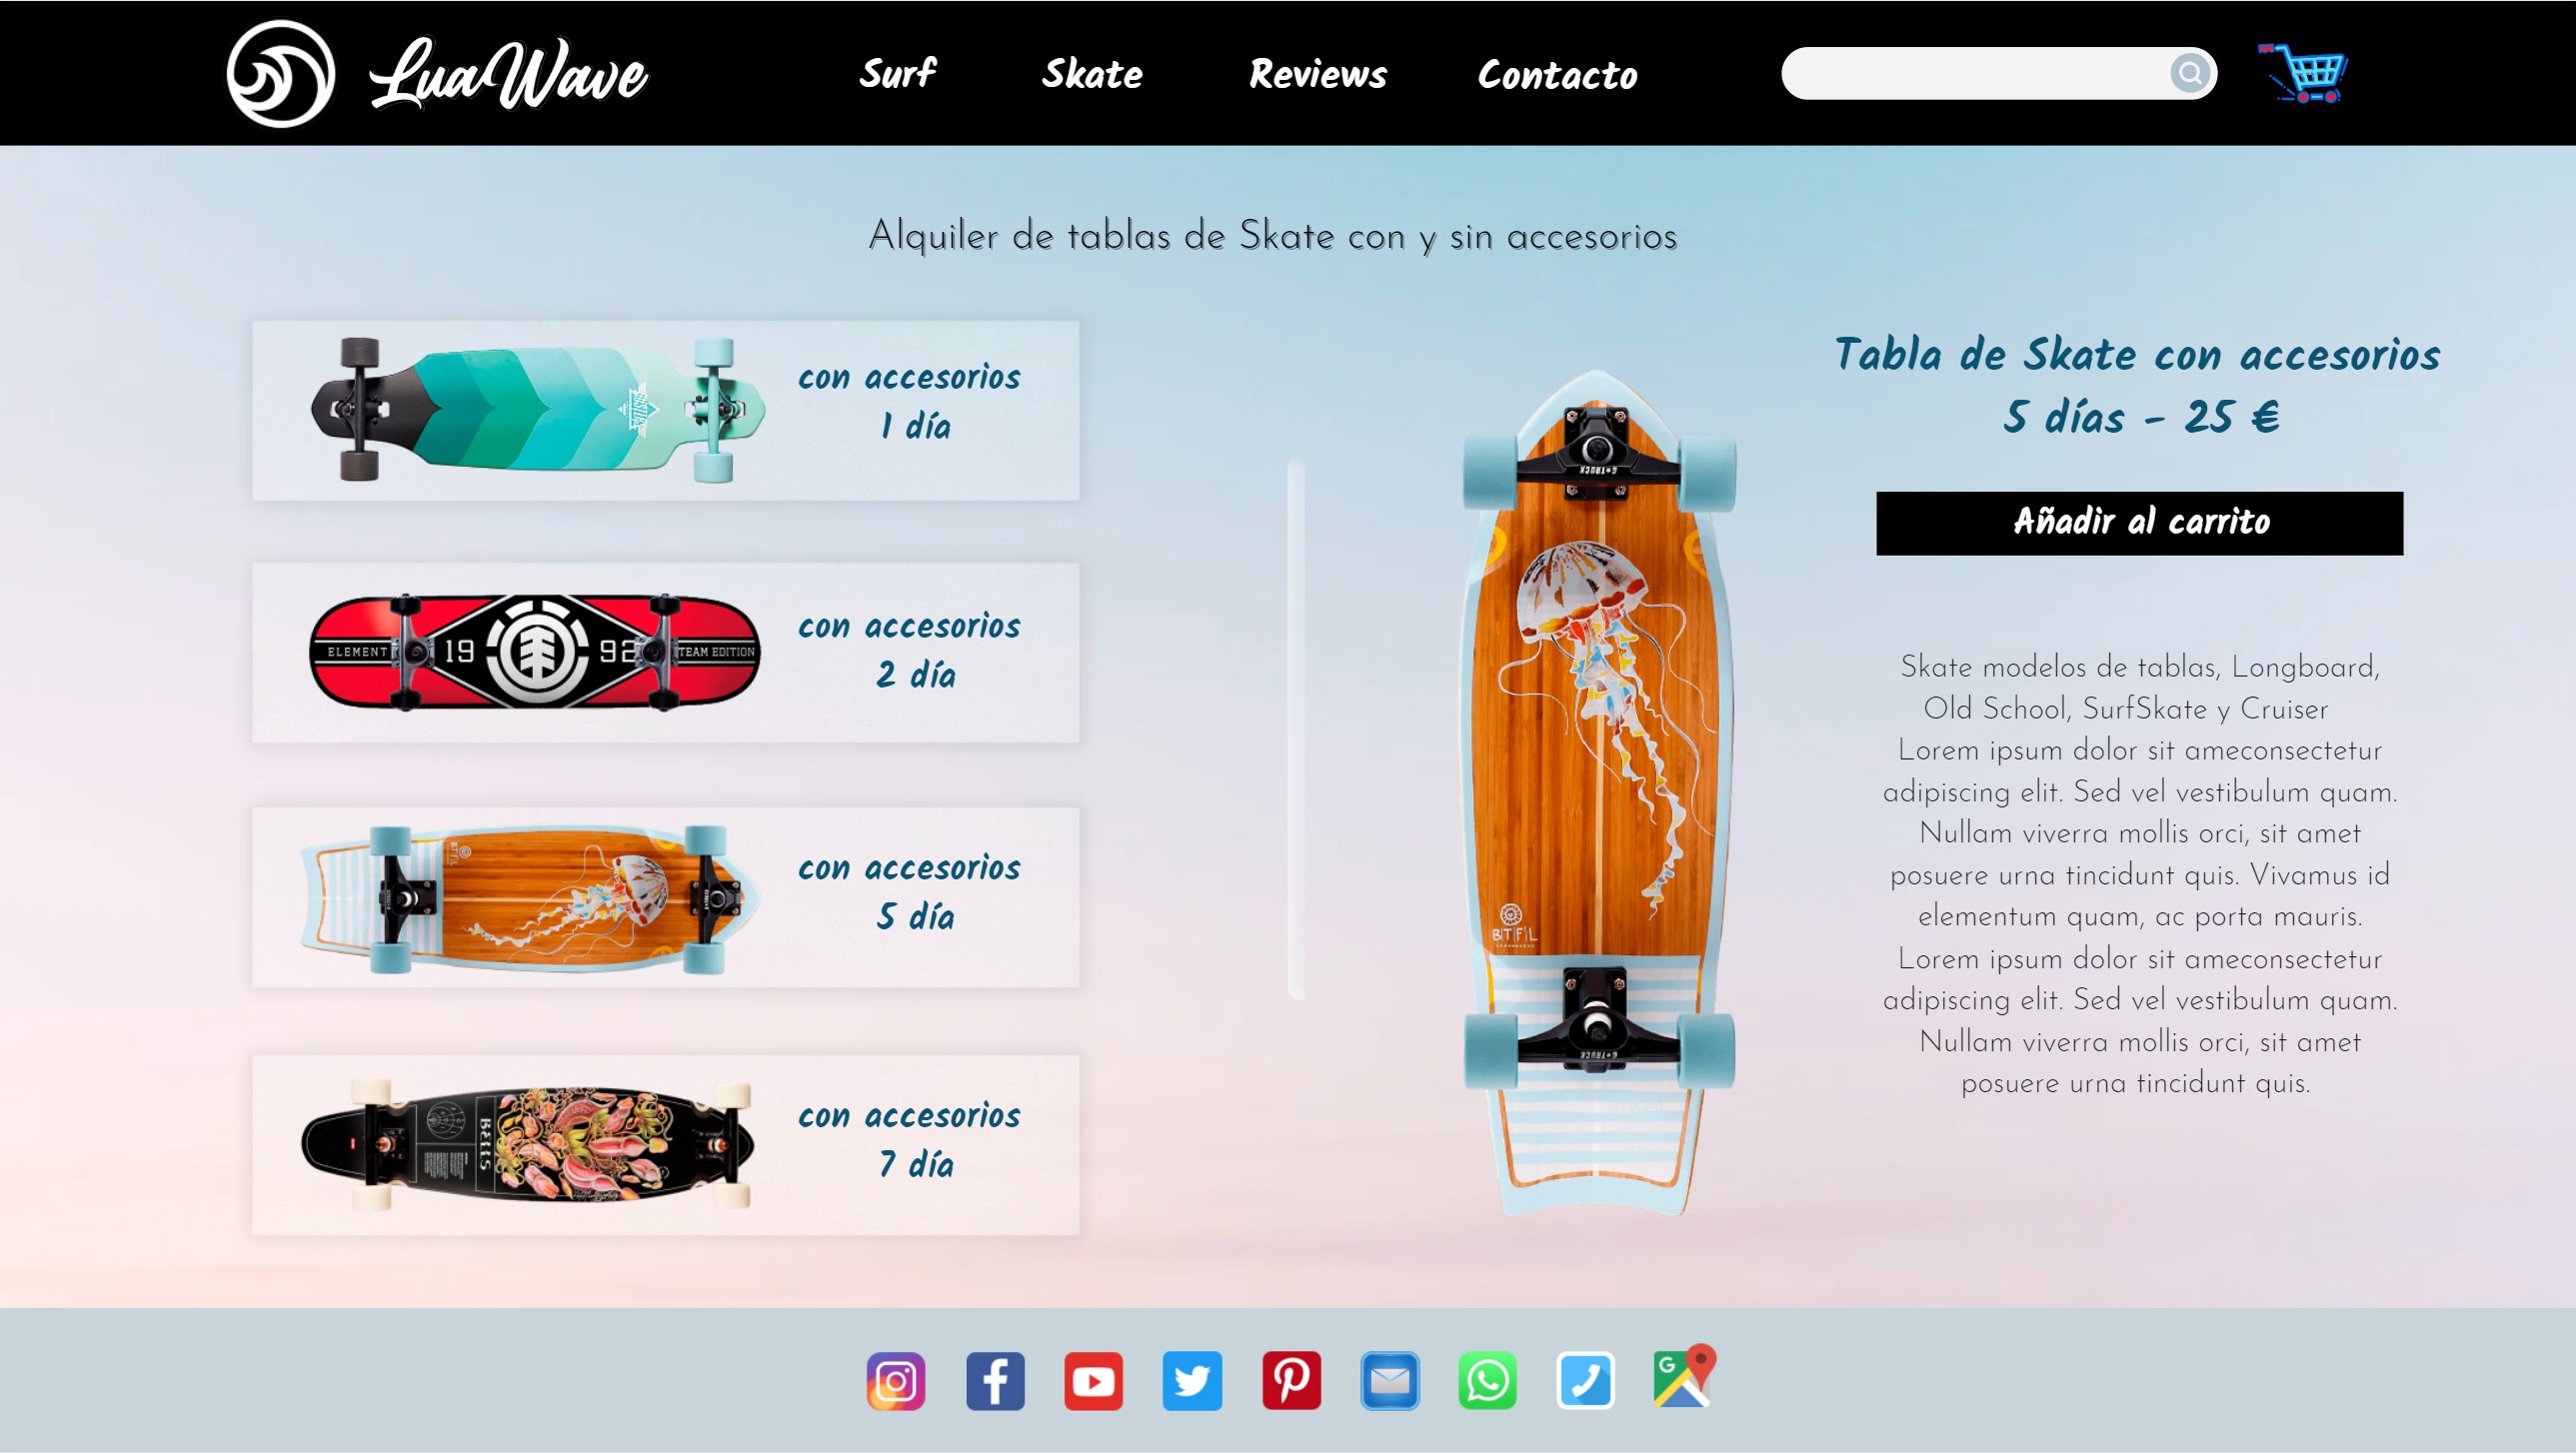 LuaWave
Surf
Skate
Reviews
Contacto
Alquiler de tablas de Skate con y sin accesorios
con accesorios
1 día
ELEMENT
19
92
TEAM EDITION
con accesorios
2 día
BTFL
con accesorios
5 día
con accesorios
7 día
G TRUCK
BTFL
G TRUCK
Tabla de Skate con accesorios
5 días - 25 €
Añadir al carrito
Skate modelos de tablas, Longboard,
Old School, SurfSkate y Cruiser
Lorem ipsum dolor sit ameconsectetur
adipiscing elit. Sed vel vestibulum quam.
Nullam viverra mollis orci, sit amet
posuere urna tincidunt quis. Vivamus id
elementum quam, ac porta mauris.
Lorem ipsum dolor sit ameconsectetur
adipiscing elit. Sed vel vestibulum quam.
Nullam viverra mollis orci, sit amet
posuere urna tincidunt quis.